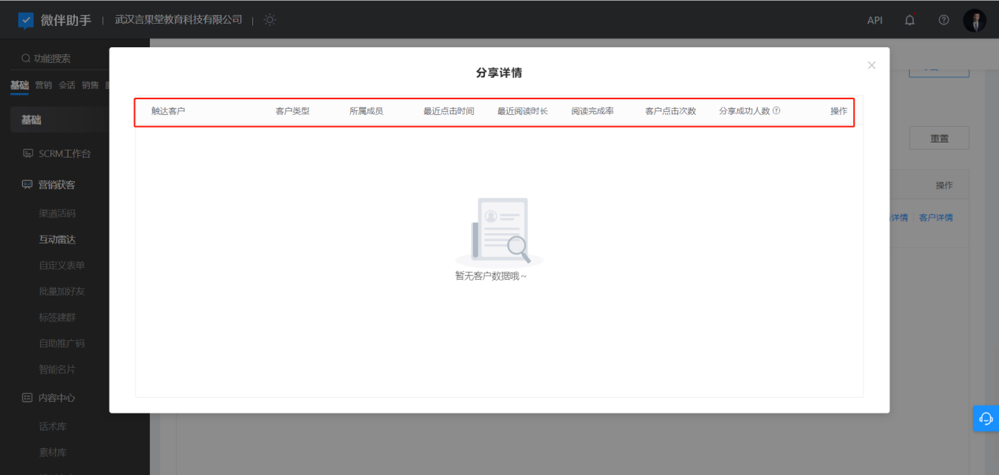 微伴助手 | 武汉言果堂教育科技有限公司 | API
功能搜索
基础 营销 会话 销售
基础
SCRM工作台
营销获客
渠道活码
互动雷达
自定义表单
批量加好友
标签建群
自助推广码
智能名片
内容中心
话术库
素材库
分享详情
触达客户 客户类型 所属成员 最近点击时间 最近阅读时长 阅读完成率 客户点击次数 分享成功人数 操作
暂无客户数据哦~
重置
操作
详情 客户详情